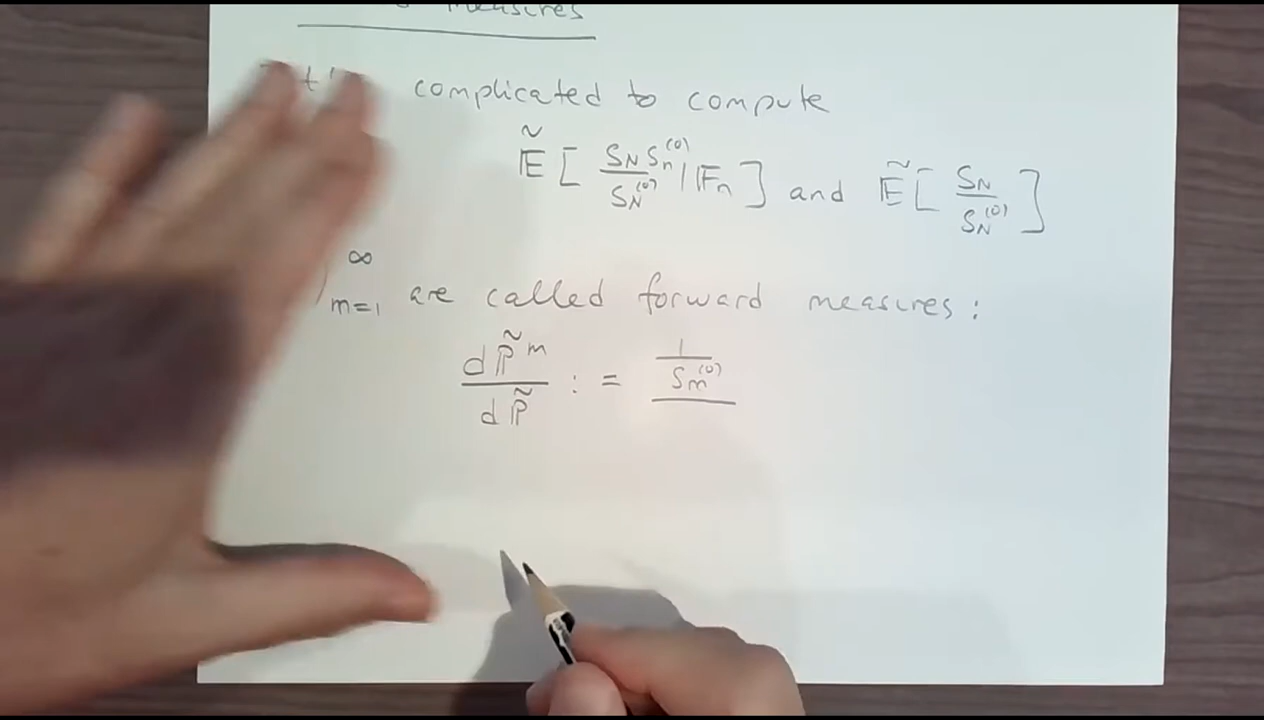 measures
complicated to compute
Ẽ[ S_N S_n^(0) / S_N^(0) | F_n ] and Ẽ[ S_N / S_N^(0) ]
)_{m=1}^∞ are called forward measures:
dP̃^m / dP̃ := 1/S_m^(0)